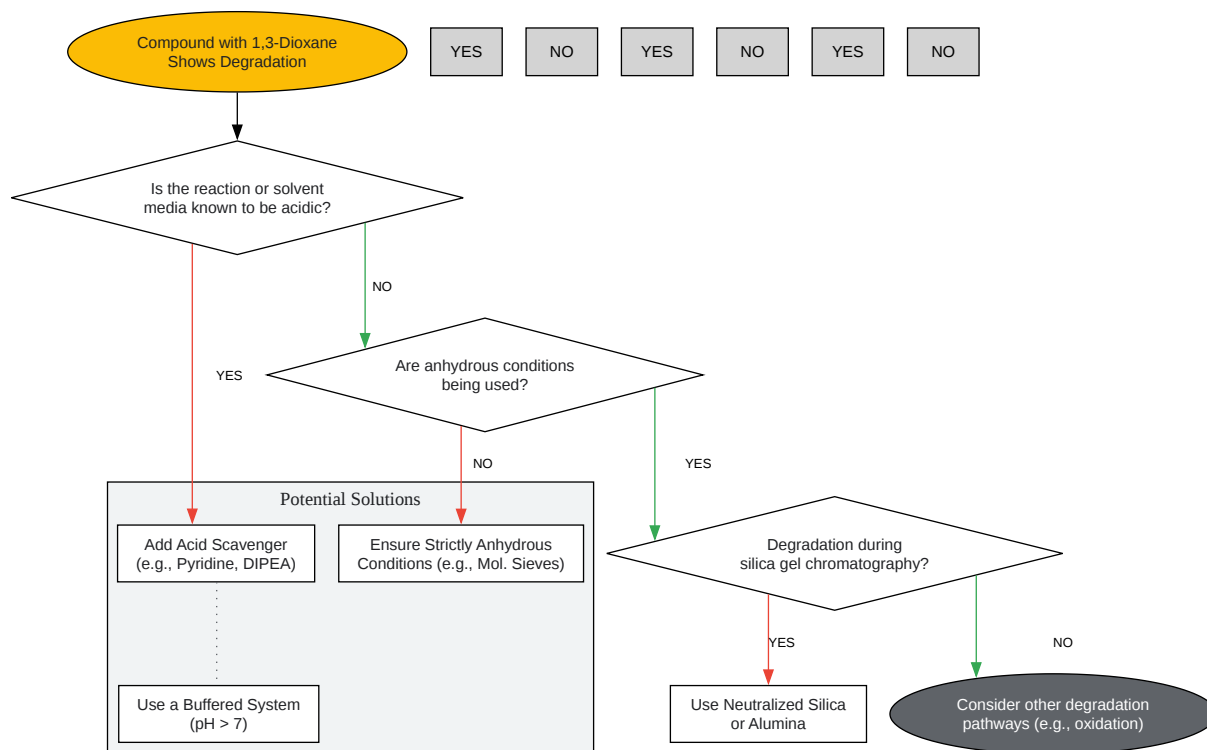 Compound with 1,3-Dioxane
Shows Degradation
YES
NO
YES
NO
YES
NO
Is the reaction or solvent
media known to be acidic?
NO
Are anhydrous conditions
being used?
YES
NO
YES
Potential Solutions
Add Acid Scavenger
(e.g., Pyridine, DIPEA)
Ensure Strictly Anhydrous
Conditions (e.g., Mol. Sieves)
Degradation during
silica gel chromatography?
YES
NO
Use a Buffered System
(pH > 7)
Use Neutralized Silica
or Alumina
Consider other degradation
pathways (e.g., oxidation)